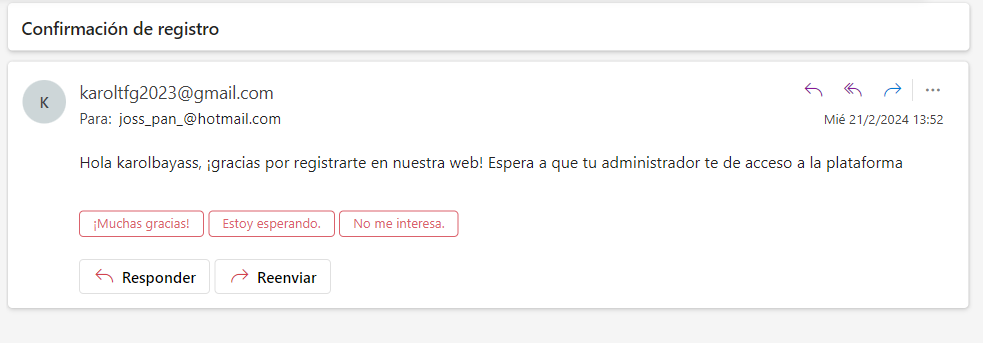 Confirmación de registro
K
karoltfg2023@gmail.com
Para: joss_pan_@hotmail.com
Mié 21/2/2024 13:52
Hola karolbayass, ¡gracias por registrarte en nuestra web! Espera a que tu administrador te de acceso a la plataforma
¡Muchas gracias!
Estoy esperando.
No me interesa.
Responder
Reenviar